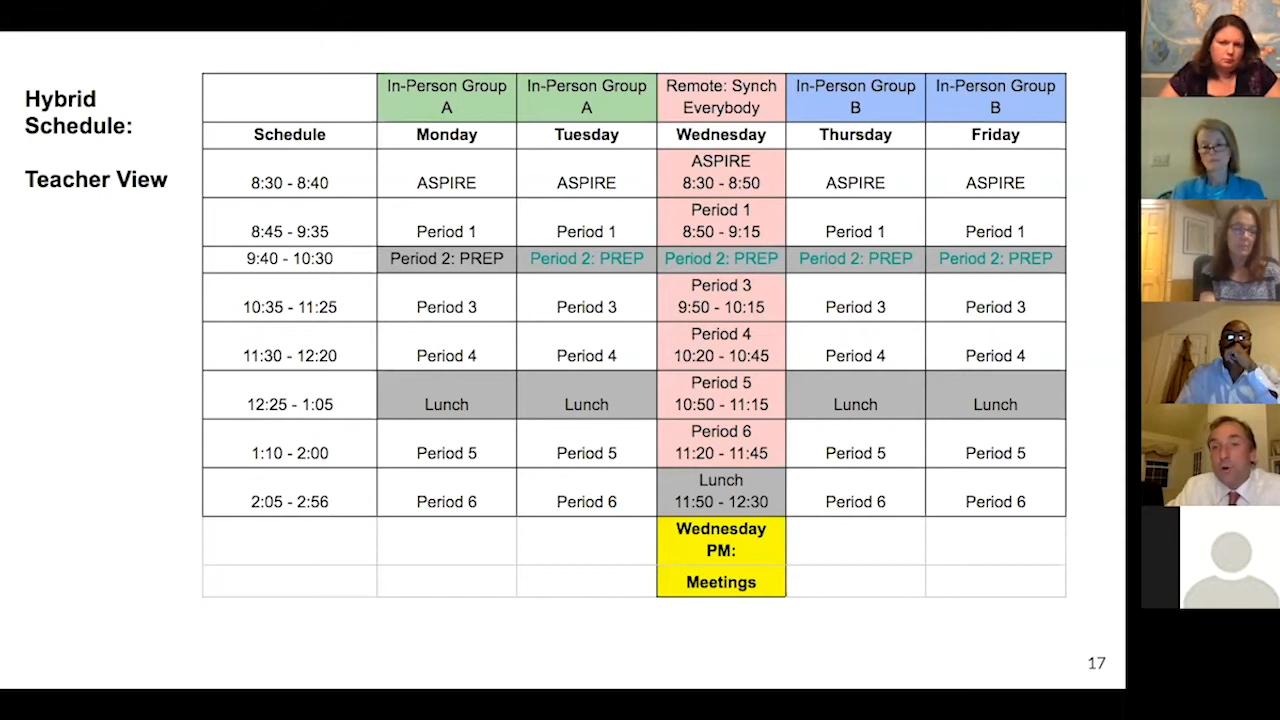 Hybrid
Schedule:
Teacher View
In-Person Group A
In-Person Group A
Remote: Synch Everybody
In-Person Group B
In-Person Group B
Schedule
Monday
Tuesday
Wednesday
Thursday
Friday
8:30 - 8:40
ASPIRE
ASPIRE
ASPIRE
8:30 - 8:50
ASPIRE
ASPIRE
8:45 - 9:35
Period 1
Period 1
Period 1
8:50 - 9:15
Period 1
Period 1
9:40 - 10:30
Period 2: PREP
Period 2: PREP
Period 2: PREP
Period 2: PREP
Period 2: PREP
10:35 - 11:25
Period 3
Period 3
Period 3
9:50 - 10:15
Period 3
Period 3
11:30 - 12:20
Period 4
Period 4
Period 4
10:20 - 10:45
Period 4
Period 4
12:25 - 1:05
Lunch
Lunch
Period 5
10:50 - 11:15
Lunch
Lunch
1:10 - 2:00
Period 5
Period 5
Period 6
11:20 - 11:45
Period 5
Period 5
2:05 - 2:56
Period 6
Period 6
Lunch
11:50 - 12:30
Period 6
Period 6
Wednesday
PM:
Meetings
17